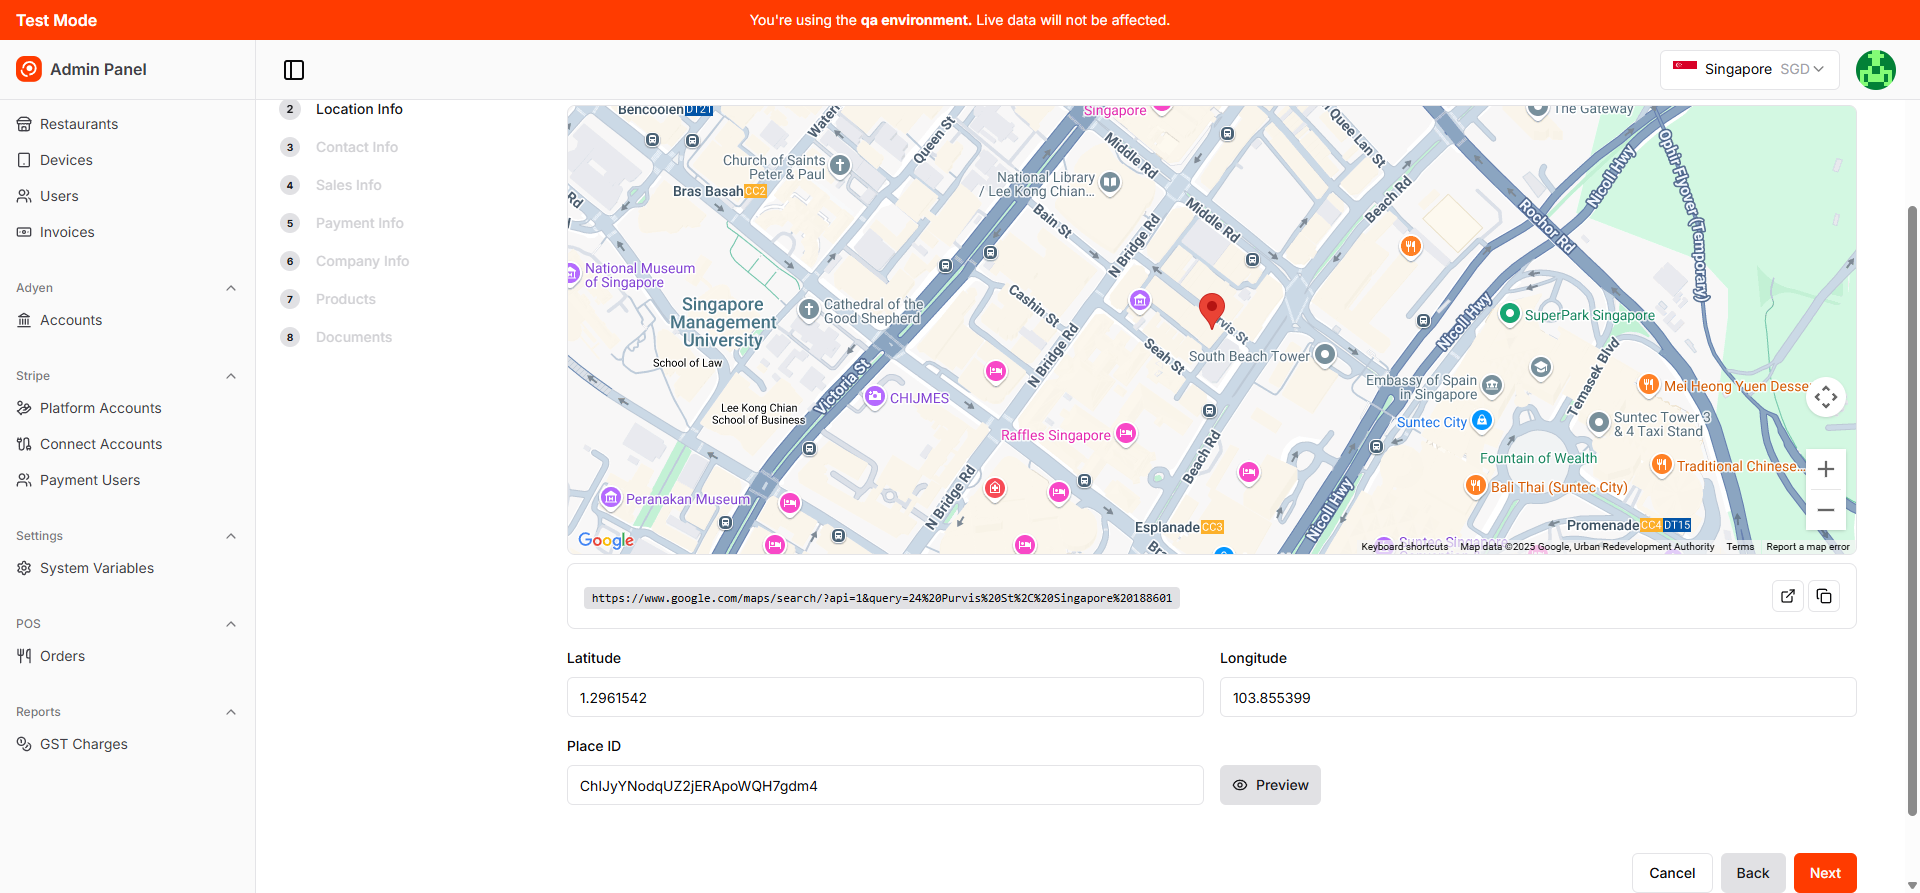 Test Mode
You're using the qa environment. Live data will not be affected.
Admin Panel
Singapore SGD
Restaurants
Devices
Users
Invoices
Adyen
Accounts
Stripe
Platform Accounts
Connect Accounts
Payment Users
Settings
System Variables
POS
Orders
Reports
GST Charges
2 Location Info
3 Contact Info
4 Sales Info
5 Payment Info
6 Company Info
7 Products
8 Documents
Bencoolen DT21
Queen St
Singapore
Middle Rd
Quee Lan St
The Gateway
Ophir Flyover (Temporary)
Nicoll Hwy
Church of Saints
Peter & Paul
Bras Basah CC2
National Library
/ Lee Kong Chian...
Bain St
Middle Rd
Beach Rd
Rochor Rd
Rd
N Bridge Rd
National Museum
of Singapore
Singapore
Management
University
School of Law
Cathedral of the
Good Shepherd
Cashin St
N Bridge Rd
Seah St
South Beach Tower
Nicoll Hwy
SuperPark Singapore
Embassy of Spain
in Singapore
Temasek Blvd
Mei Heong Yuen Desse
Suntec City
Suntec Tower 3
& 4 Taxi Stand
Lee Kong Chian
School of Business
Victoria St
CHIJMES
Raffles Singapore
Beach Rd
Fountain of Wealth
Traditional Chinese...
Bali Thai (Suntec City)
Peranakan Museum
N Bridge Rd
Nicoll Hwy
Esplanade CC3
Promenade CC4 DT15
Google
Keyboard shortcuts
Map data ©2025 Google, Urban Redevelopment Authority
Terms
Report a map error
https://www.google.com/maps/search/?api=1&query=24%20Purvis%20St%2C%20Singapore%20188601
Latitude
Longitude
1.2961542
103.855399
Place ID
ChIJyYNodqUZ2jERApoWQH7gdm4
Preview
Cancel
Back
Next